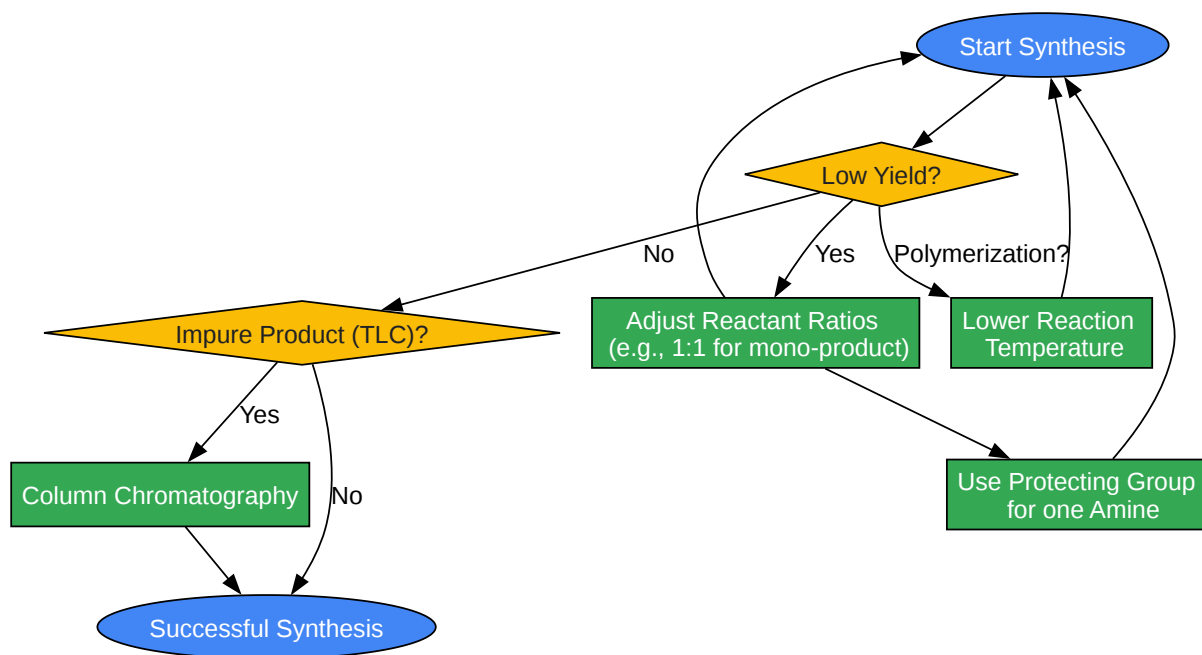 Start Synthesis
Low Yield?
No
Yes
Polymerization?
Impure Product (TLC)?
Adjust Reactant Ratios
(e.g., 1:1 for mono-product)
Lower Reaction
Temperature
Yes
No
Column Chromatography
Use Protecting Group
for one Amine
Successful Synthesis